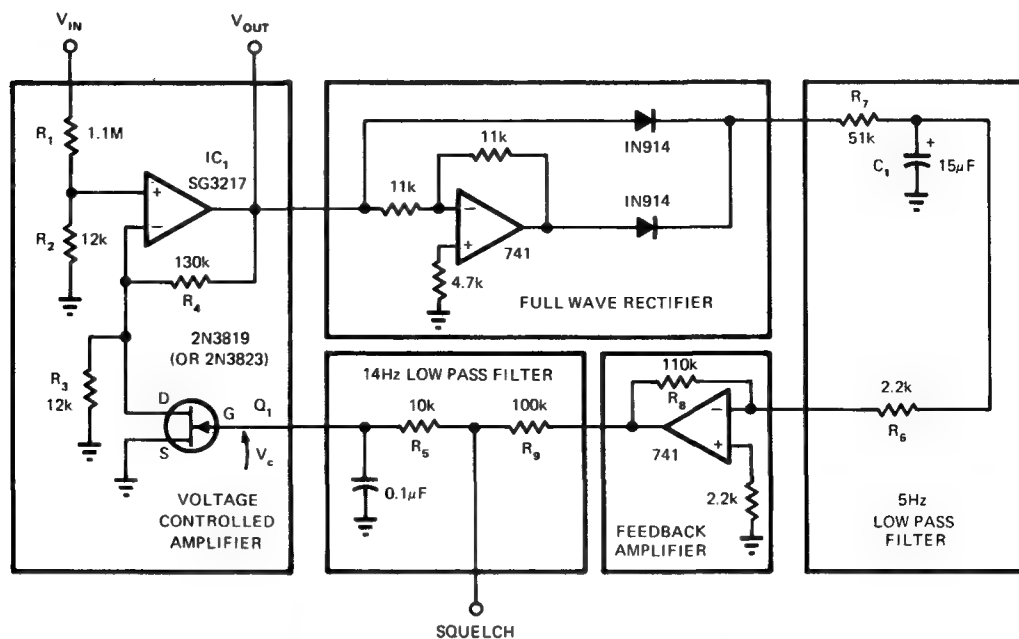 VIN
VOUT
R1 1.1M
IC1
SG3217
+
−
R2 12k
130k
R4
2N3819
(OR 2N3823)
R3
12k
D
G
S
Q1
Vc
VOLTAGE
CONTROLLED
AMPLIFIER
11k
11k
−
+
741
4.7k
IN914
IN914
FULL WAVE RECTIFIER
R7
51k
+
C1
15µF
2.2k
R6
5Hz
LOW PASS
FILTER
110k
R8
−
+
741
2.2k
FEEDBACK
AMPLIFIER
14Hz LOW PASS FILTER
10k
R5
100k
R9
0.1µF
SQUELCH